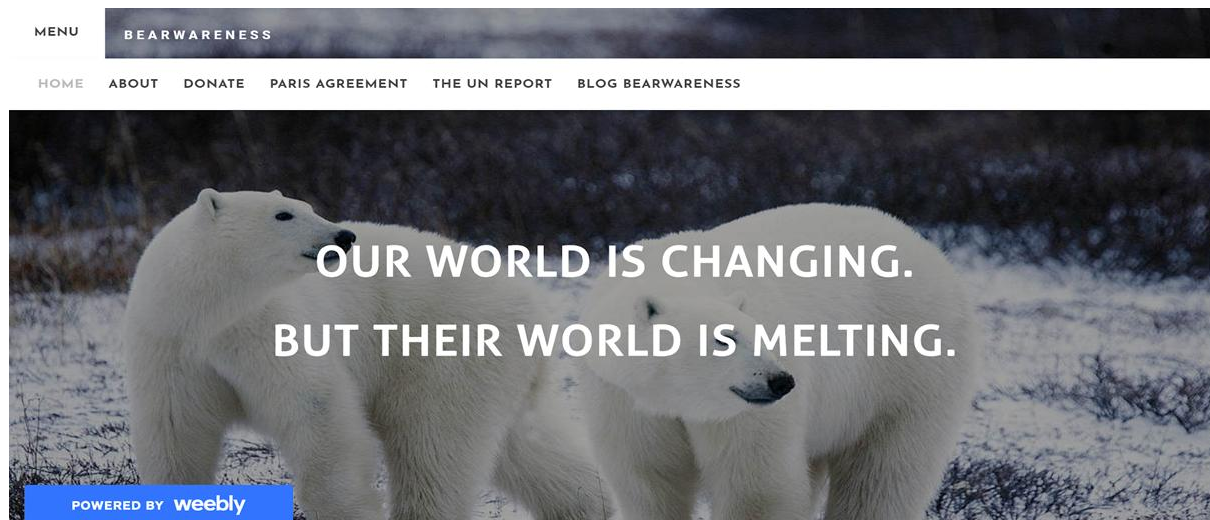 MENU
BEARWARENESS
HOME ABOUT DONATE PARIS AGREEMENT THE UN REPORT BLOG BEARWARENESS
OUR WORLD IS CHANGING.
BUT THEIR WORLD IS MELTING.
POWERED BY weebly